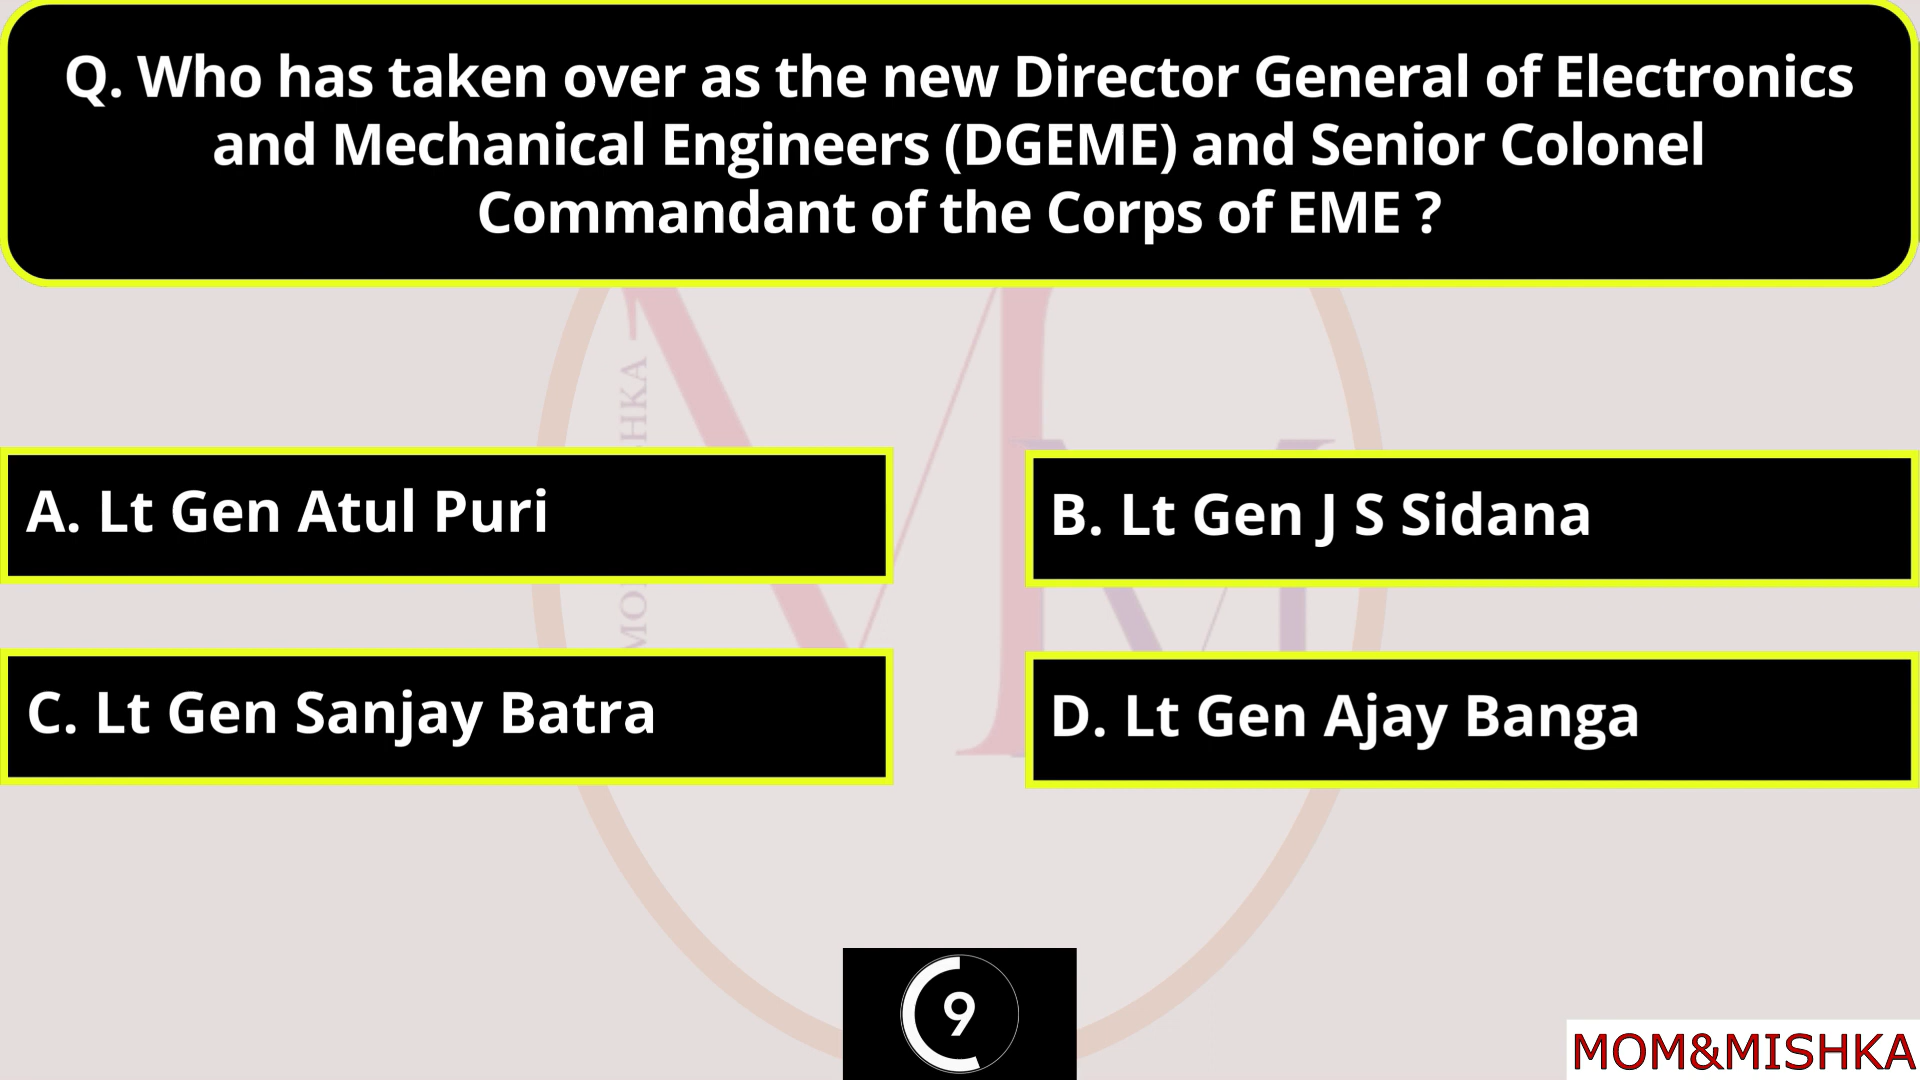 Q. Who has taken over as the new Director General of Electronics
and Mechanical Engineers (DGEME) and Senior Colonel
Commandant of the Corps of EME ?
A. Lt Gen Atul Puri
B. Lt Gen J S Sidana
C. Lt Gen Sanjay Batra
D. Lt Gen Ajay Banga
9
MOM&MISHKA